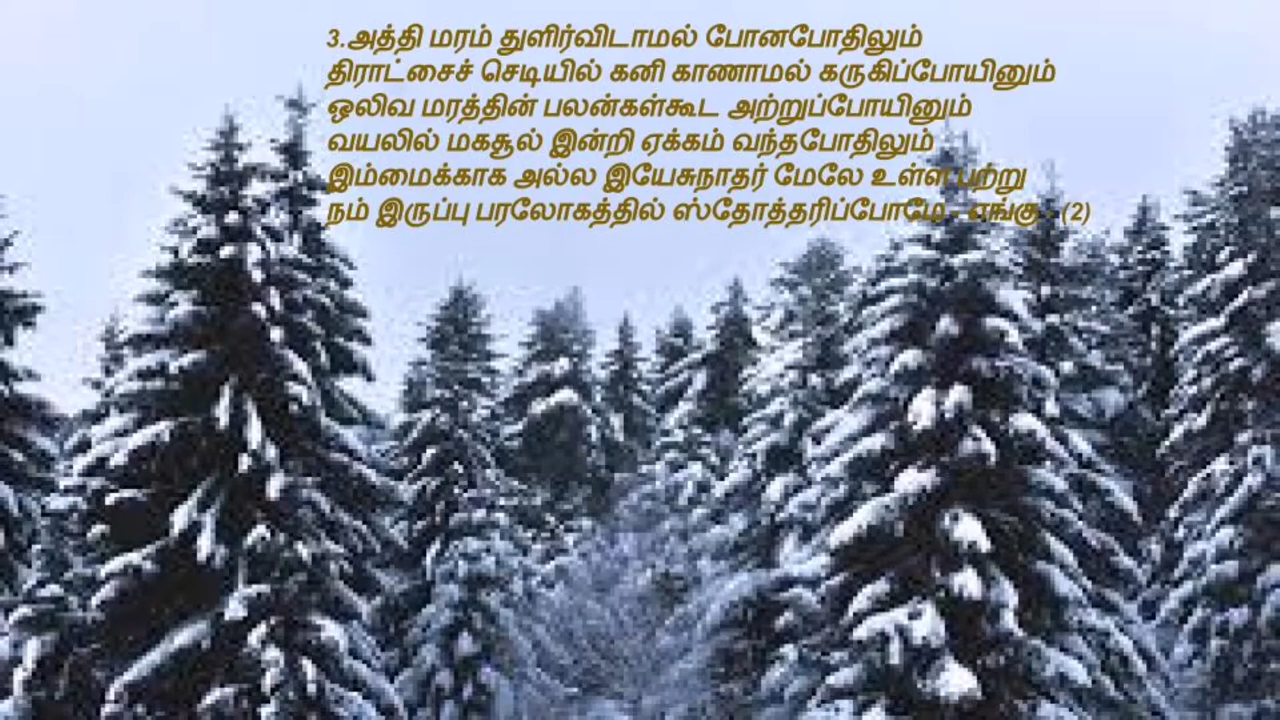 3.அத்தி மரம் துளிர்விடாமல் போனபோதிலும்
திராட்சைச் செடியில் கனி காணாமல் கருகிப்போயினும்
ஒலிவ மரத்தின் பலன்கள்கூட அற்றுப்போயினும்
வயலில் மகசூல் இன்றி ஏக்கம் வந்தபோதிலும்
இம்மைக்காக அல்ல இயேசுநாதர் மேலே உள்ள பற்று
நம் இருப்பு பரலோகத்தில் ஸ்தோத்தரிப்போமே - எங்கு - (2)